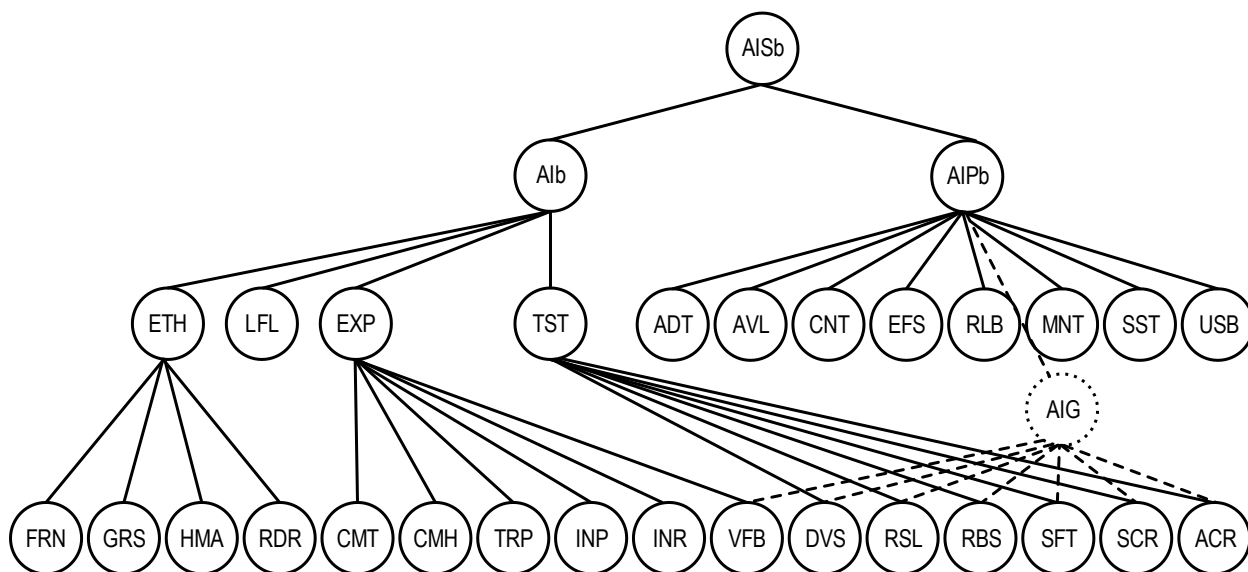 AISb
AIb AIPb
ETH LFL EXP TST ADT AVL CNT EFS RLB MNT SST USB
AIG
FRN GRS HMA RDR CMT CMH TRP INP INR VFB DVS RSL RBS SFT SCR ACR